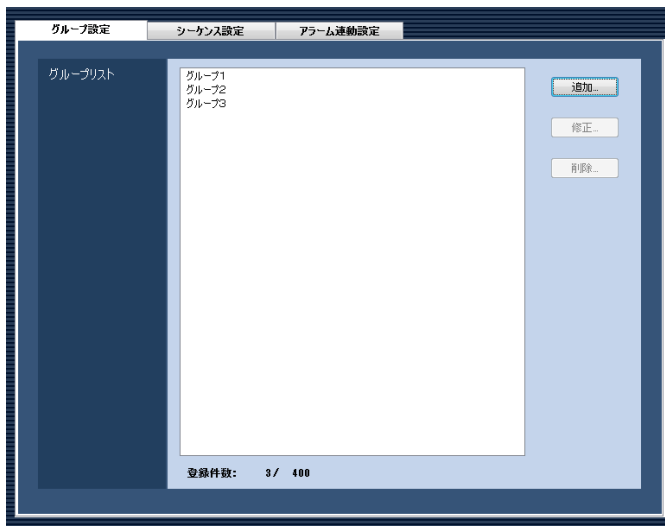 グループ設定 シーケンス設定 アラーム連動設定
グループリスト
グループ1
グループ2
グループ3
追加...
修正...
削除...
登録件数: 3/ 400